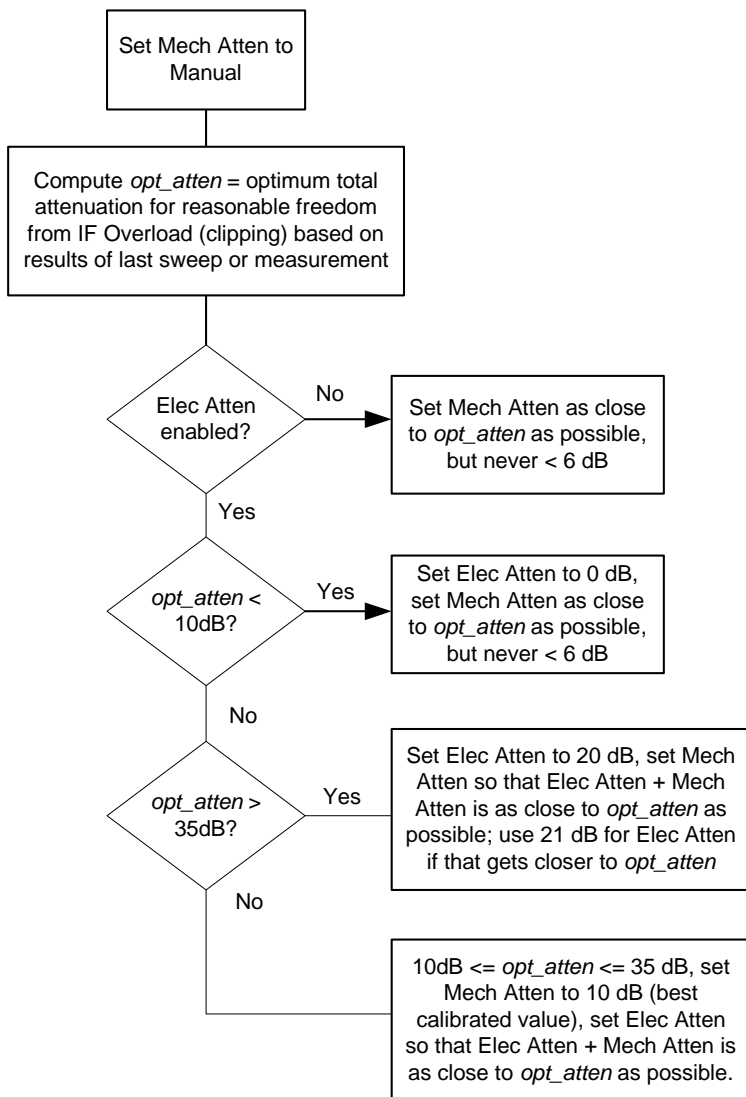 Set Mech Atten to
Manual
Compute opt_atten = optimum total
attenuation for reasonable freedom
from IF Overload (clipping) based on
results of last sweep or measurement
Elec Atten
enabled?
No
Set Mech Atten as close
to opt_atten as possible,
but never < 6 dB
Yes
opt_atten <
10dB?
Yes
Set Elec Atten to 0 dB,
set Mech Atten as close
to opt_atten as possible,
but never < 6 dB
No
opt_atten >
35dB?
Yes
Set Elec Atten to 20 dB, set Mech
Atten so that Elec Atten + Mech
Atten is as close to opt_atten as
possible; use 21 dB for Elec Atten
if that gets closer to opt_atten
No
10dB <= opt_atten <= 35 dB, set
Mech Atten to 10 dB (best
calibrated value), set Elec Atten
so that Elec Atten + Mech Atten is
as close to opt_atten as possible.